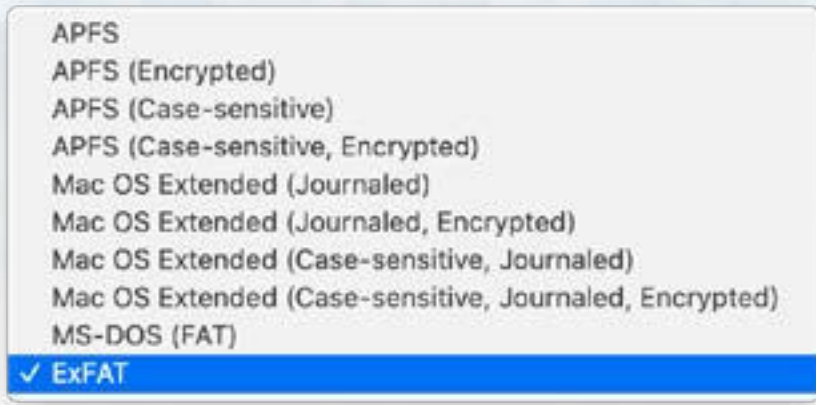 APFS
APFS (Encrypted)
APFS (Case-sensitive)
APFS (Case-sensitive, Encrypted)
Mac OS Extended (Journaled)
Mac OS Extended (Journaled, Encrypted)
Mac OS Extended (Case-sensitive, Journaled)
Mac OS Extended (Case-sensitive, Journaled, Encrypted)
MS-DOS (FAT)
✓ ExFAT